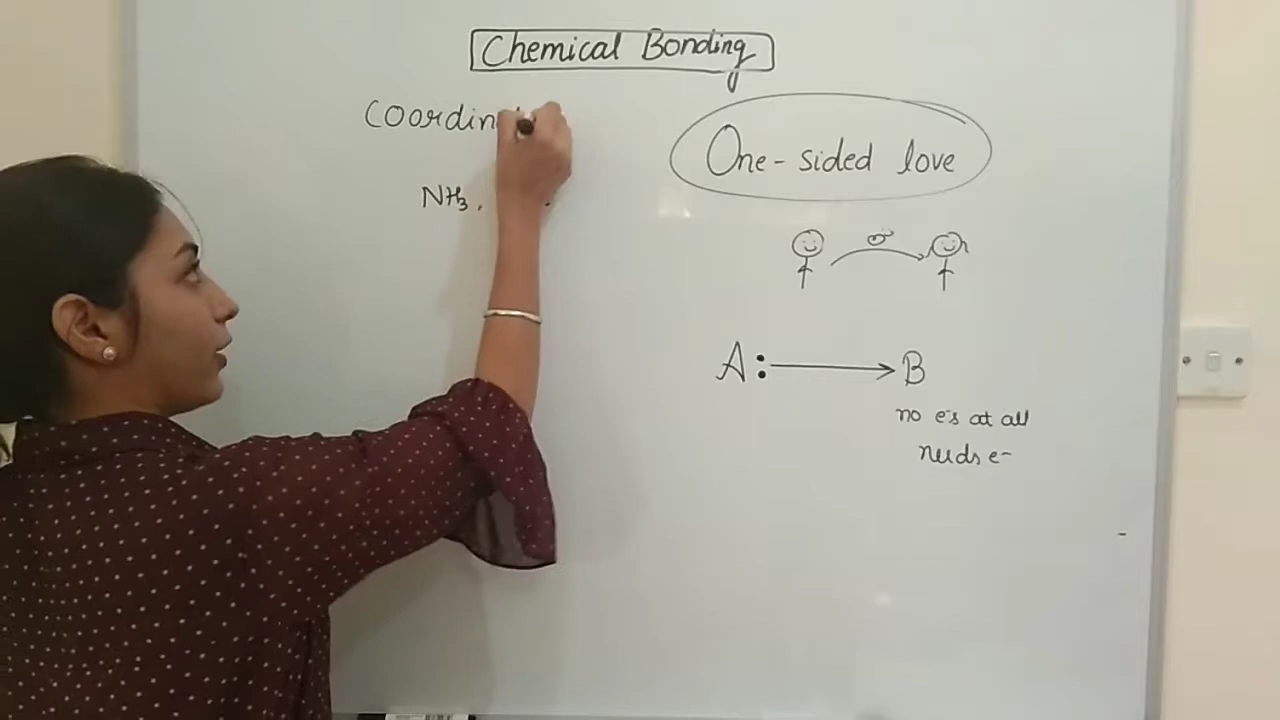 Chemical Bonding
Coordin
One-sided love
NH3,
A: → B
no e's at all
needs e-